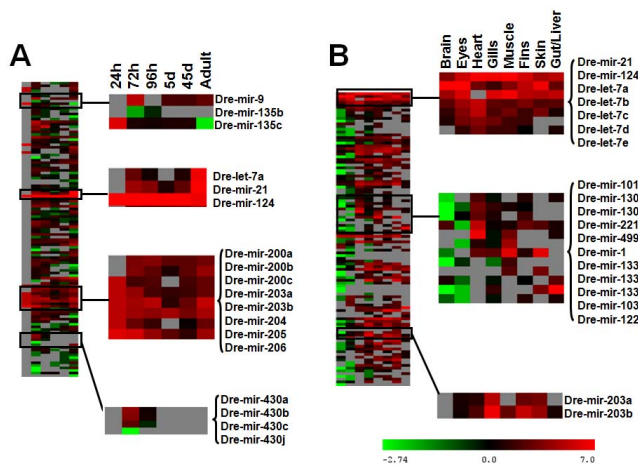 A
24h
72h
96h
5d
45d
Adult
Dre-mir-9
Dre-mir-135b
Dre-mir-135c
Dre-let-7a
Dre-mir-21
Dre-mir-124
Dre-mir-200a
Dre-mir-200b
Dre-mir-200c
Dre-mir-203a
Dre-mir-203b
Dre-mir-204
Dre-mir-205
Dre-mir-206
Dre-mir-430a
Dre-mir-430b
Dre-mir-430c
Dre-mir-430j
B
Brain
Eyes
Heart
Gills
Muscle
Fins
Skin
Gut/Liver
Dre-mir-21
Dre-mir-124
Dre-let-7a
Dre-let-7b
Dre-let-7c
Dre-let-7d
Dre-let-7e
Dre-mir-101
Dre-mir-130
Dre-mir-130
Dre-mir-221
Dre-mir-499
Dre-mir-1
Dre-mir-133
Dre-mir-133
Dre-mir-133
Dre-mir-103
Dre-mir-122
Dre-mir-203a
Dre-mir-203b
-2.74
0.0
7.0